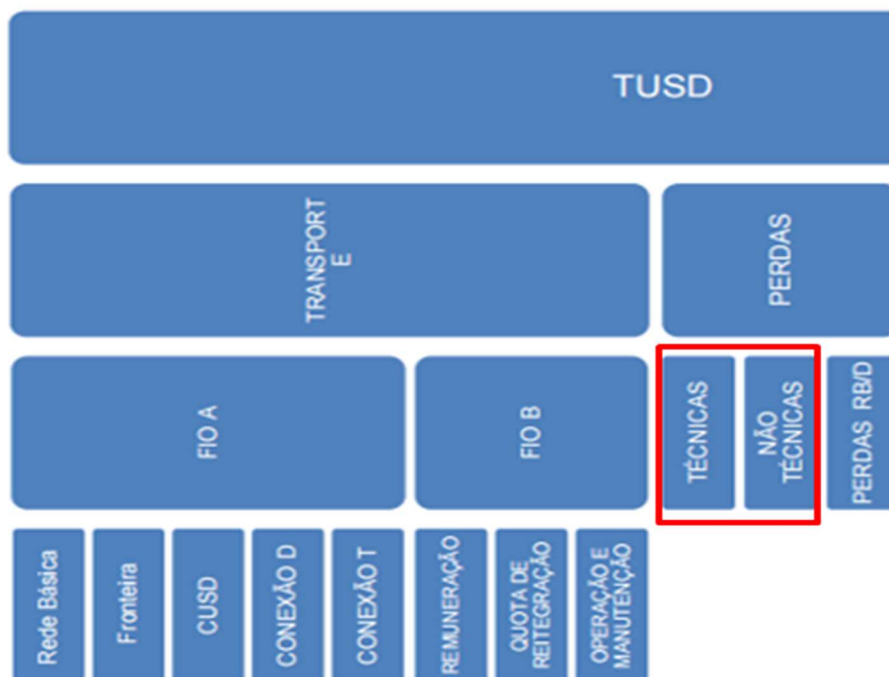 TUSD
TRANSPORT
E
PERDAS
FIO A
FIO B
TÉCNICAS
NÃO
TÉCNICAS
PERDAS RB/D
Rede Básica
Fronteira
CUSD
CONEXÃO D
CONEXÃO T
REMUNERAÇÃO
QUOTA DE
REITEGRAÇÃO
OPERAÇÃO E
MANUTENÇÃO